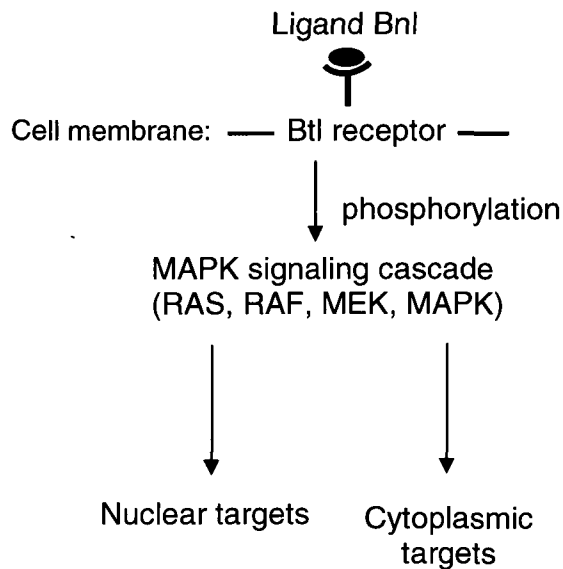 Ligand Bnl
Cell membrane: Btl receptor
phosphorylation
MAPK signaling cascade
(RAS, RAF, MEK, MAPK)
Nuclear targets
Cytoplasmic
targets